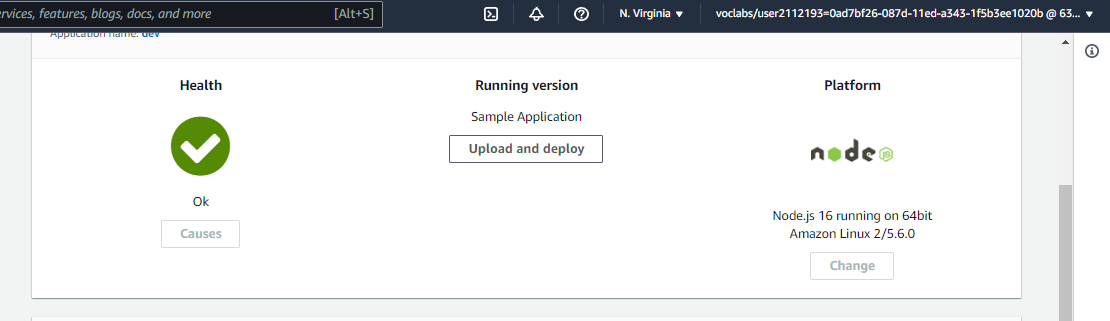 ervices, features, blogs, docs, and more [Alt+S] N. Virginia ▼ voclabs/user2112193=0ad7bf26-087d-11ed-a343-1f5b3ee1020b @ 63... ▼
Application name: dev
Health Running version Platform
Sample Application
Upload and deploy
node JS
Ok
Node.js 16 running on 64bit
Causes
Amazon Linux 2/5.6.0
Change